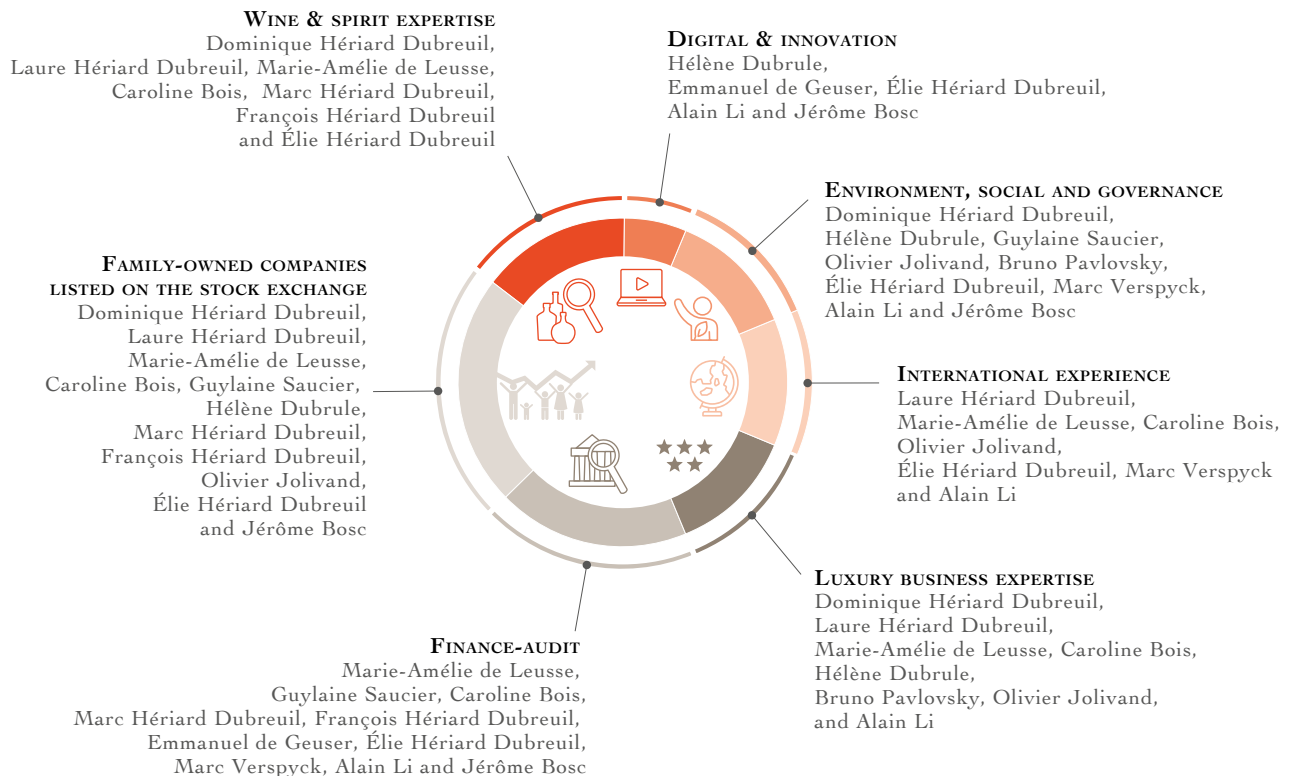 WINE & SPIRIT EXPERTISE
Dominique Hériard Dubreuil,
Laure Hériard Dubreuil, Marie-Amélie de Leusse,
Caroline Bois, Marc Hériard Dubreuil,
François Hériard Dubreuil
and Élie Hériard Dubreuil
DIGITAL & INNOVATION
Hélène Dubrule,
Emmanuel de Geuser, Élie Hériard Dubreuil,
Alain Li and Jérôme Bosc
ENVIRONMENT, SOCIAL AND GOVERNANCE
Dominique Hériard Dubreuil,
Hélène Dubrule, Guylaine Saucier,
Olivier Jolivand, Bruno Pavlovsky,
Élie Hériard Dubreuil, Marc Verspyck,
Alain Li and Jérôme Bosc
INTERNATIONAL EXPERIENCE
Laure Hériard Dubreuil,
Marie-Amélie de Leusse, Caroline Bois,
Olivier Jolivand,
Élie Hériard Dubreuil, Marc Verspyck
and Alain Li
LUXURY BUSINESS EXPERTISE
Dominique Hériard Dubreuil,
Laure Hériard Dubreuil,
Marie-Amélie de Leusse, Caroline Bois,
Hélène Dubrule,
Bruno Pavlovsky, Olivier Jolivand,
and Alain Li
FINANCE-AUDIT
Marie-Amélie de Leusse,
Guylaine Saucier, Caroline Bois,
Marc Hériard Dubreuil, François Hériard Dubreuil,
Emmanuel de Geuser, Élie Hériard Dubreuil,
Marc Verspyck, Alain Li and Jérôme Bosc
FAMILY-OWNED COMPANIES
LISTED ON THE STOCK EXCHANGE
Dominique Hériard Dubreuil,
Laure Hériard Dubreuil,
Marie-Amélie de Leusse,
Caroline Bois, Guylaine Saucier,
Hélène Dubrule,
Marc Hériard Dubreuil,
François Hériard Dubreuil,
Olivier Jolivand,
Élie Hériard Dubreuil
and Jérôme Bosc